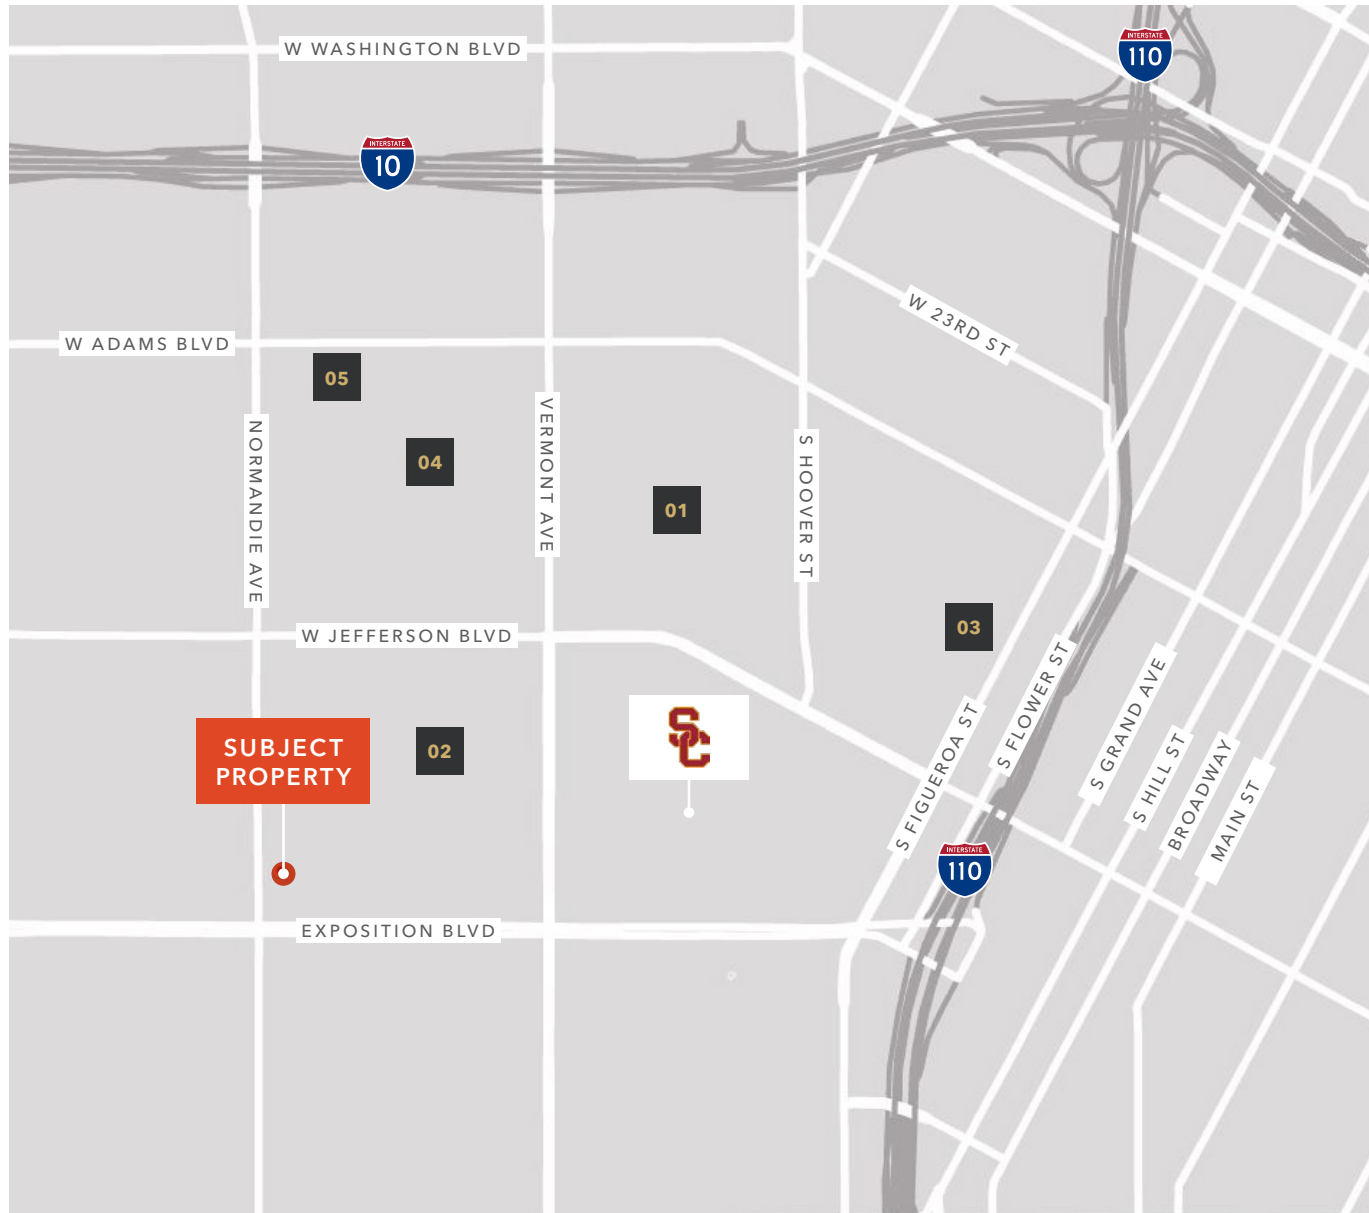 W WASHINGTON BLVD
INTERSTATE
110
INTERSTATE
10
W 23RD ST
W ADAMS BLVD
05
NORMANDIE AVE
VERMONT AVE
S HOOVER ST
04
01
03
W JEFFERSON BLVD
SUBJECT
PROPERTY
02
SC
S FIGUEROA ST
S FLOWER ST
S GRAND AVE
S HILL ST
BROADWAY
MAIN ST
INTERSTATE
110
EXPOSITION BLVD